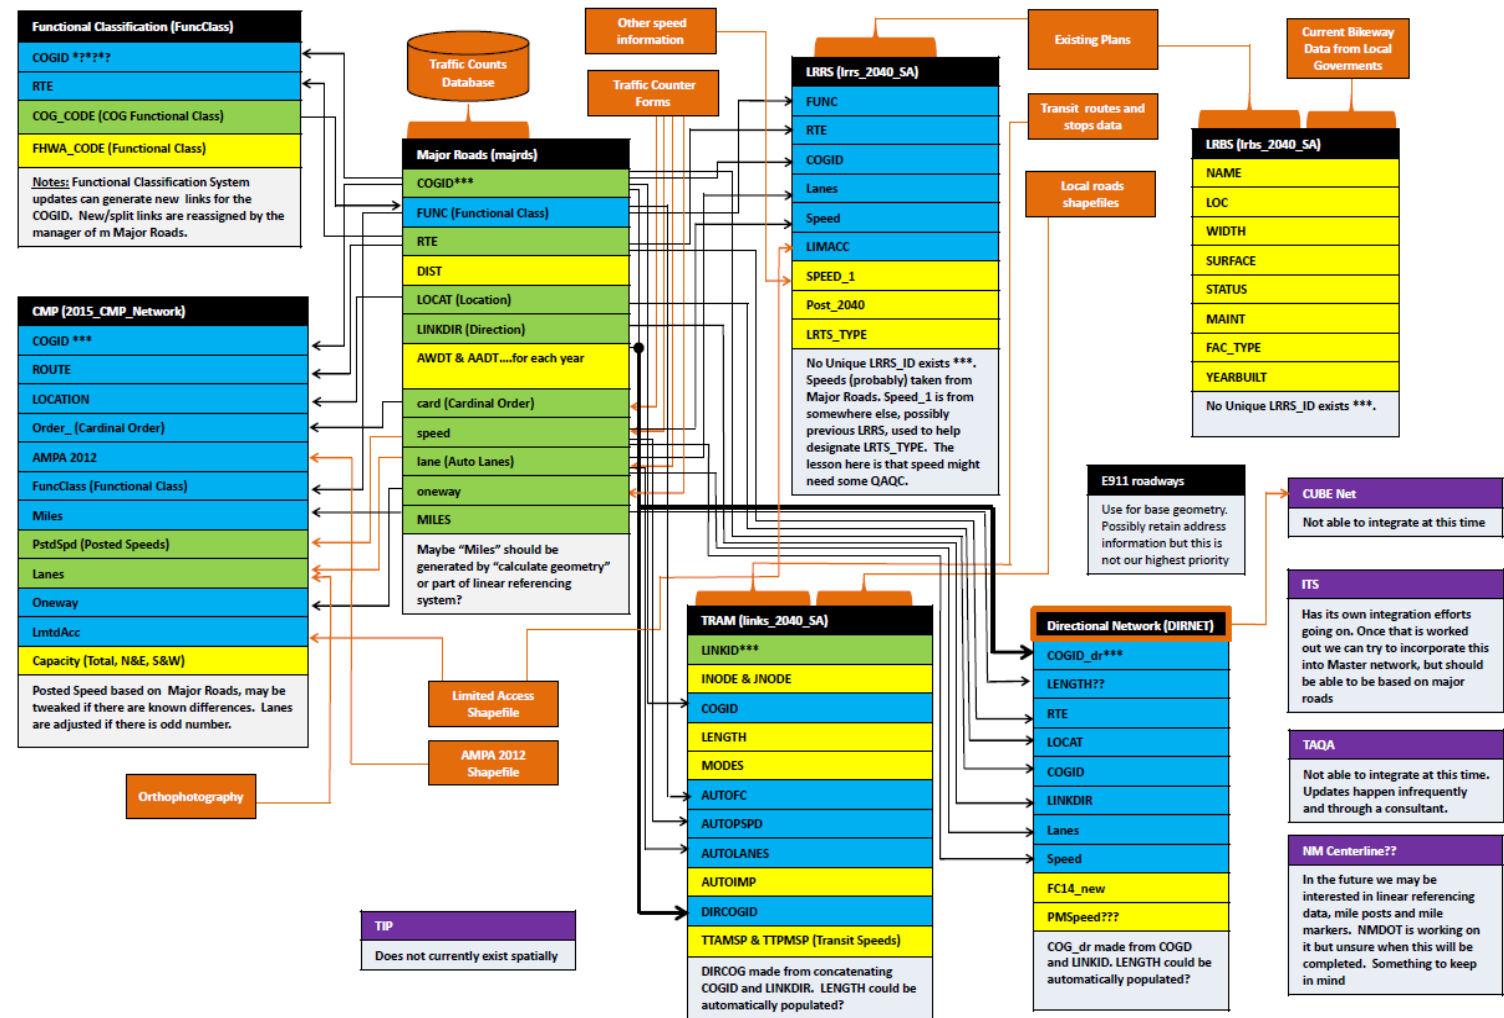 Functional Classification (FuncClass)
COGID *?*?*?
RTE
COG_CODE (COG Functional Class)
FHWA_CODE (Functional Class)
Notes: Functional Classification System
updates can generate new links for the
COGID. New/split links are reassigned by the
manager of m Major Roads.
CMP (2015_CMP_Network)
COGID ***
ROUTE
LOCATION
Order_ (Cardinal Order)
AMPA 2012
FuncClass (Functional Class)
Miles
PstdSpd (Posted Speeds)
Lanes
Oneway
LmtdAcc
Capacity (Total, N&E, S&W)
Posted Speed based on Major Roads, may be
tweaked if there are known differences. Lanes
are adjusted if there is odd number.
Orthophotography
Traffic Counts
Database
Major Roads (majrds)
COGID***
FUNC (Functional Class)
RTE
DIST
LOCAT (Location)
LINKDIR (Direction)
AWDT & AADT....for each year
card (Cardinal Order)
speed
lane (Auto Lanes)
oneway
MILES
Maybe "Miles" should be
generated by "calculate geometry"
or part of linear referencing
system?
Limited Access
Shapefile
AMPA 2012
Shapefile
TIP
Does not currently exist spatially
Other speed
information
Traffic Counter
Forms
LRRS (lrrs_2040_SA)
FUNC
RTE
COGID
Lanes
Speed
LIMACC
SPEED_1
Post_2040
LRTS_TYPE
No Unique LRRS_ID exists ***.
Speeds (probably) taken from
Major Roads. Speed_1 is from
somewhere else, possibly
previous LRRS, used to help
designate LRTS_TYPE. The
lesson here is that speed might
need some QAQC.
TRAM (links_2040_SA)
LINKID***
INODE & JNODE
COGID
LENGTH
MODES
AUTOFC
AUTOPSPD
AUTOLANES
AUTOIMP
DIRCOGID
TTAMSP & TTPMSP (Transit Speeds)
DIRCOG made from concatenating
COGID and LINKDIR. LENGTH could be
automatically populated?
Existing Plans
Transit routes and
stops data
Local roads
shapefiles
Current Bikeway
Data from Local
Goverments
LRBS (lrbs_2040_SA)
NAME
LOC
WIDTH
SURFACE
STATUS
MAINT
FAC_TYPE
YEARBUILT
No Unique LRRS_ID exists ***.
E911 roadways
Use for base geometry.
Possibly retain address
information but this is
not our highest priority
Directional Network (DIRNET)
COGID_dr***
LENGTH??
RTE
LOCAT
COGID
LINKDIR
Lanes
Speed
FC14_new
PMSpeed???
COG_dr made from COGD
and LINKID. LENGTH could be
automatically populated?
CUBE Net
Not able to integrate at this time
ITS
Has its own integration efforts
going on. Once that is worked
out we can try to incorporate this
into Master network, but should
be able to be based on major
roads
TAQA
Not able to integrate at this time.
Updates happen infrequently
and through a consultant.
NM Centerline??
In the future we may be
interested in linear referencing
data, mile posts and mile
markers. NMDOT is working on
it but unsure when this will be
completed. Something to keep
in mind